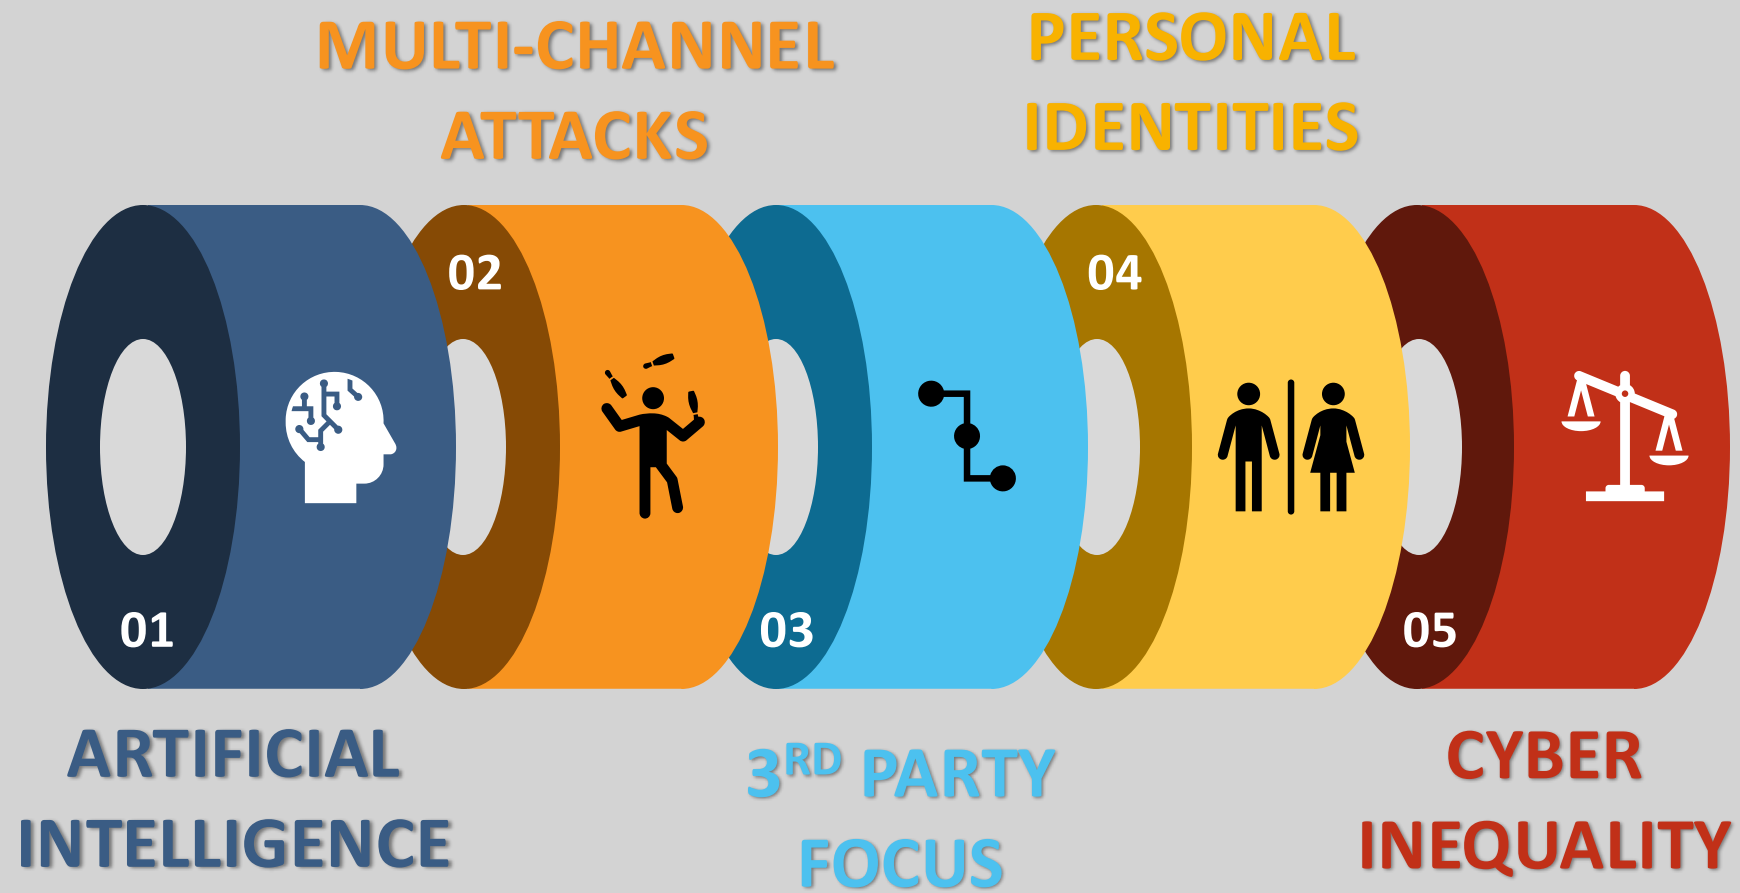 01
ARTIFICIAL
INTELLIGENCE
MULTI-CHANNEL
ATTACKS
02
03
3RD PARTY
FOCUS
PERSONAL
IDENTITIES
04
05
CYBER
INEQUALITY